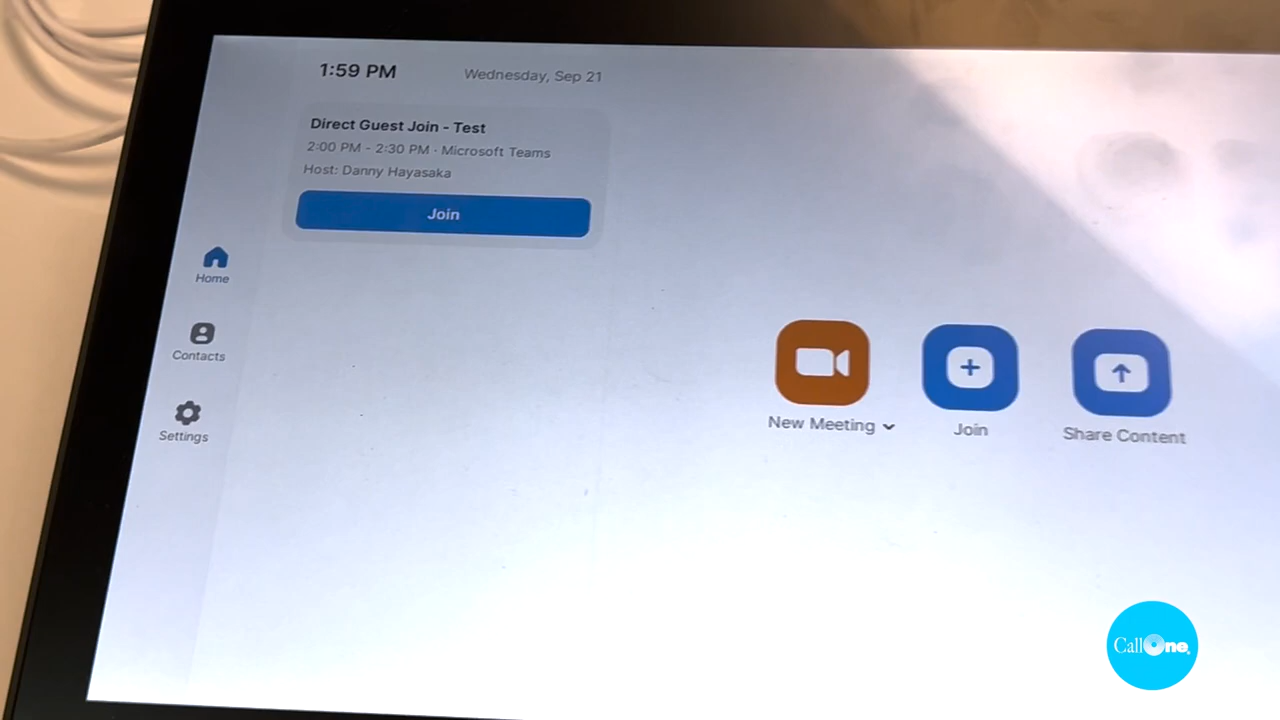 1:59 PM
Wednesday, Sep 21
Direct Guest Join - Test
2:00 PM - 2:30 PM · Microsoft Teams
Host: Danny Hayasaka
Join
Home
Contacts
Settings
New Meeting
Join
Share Content
CallOne